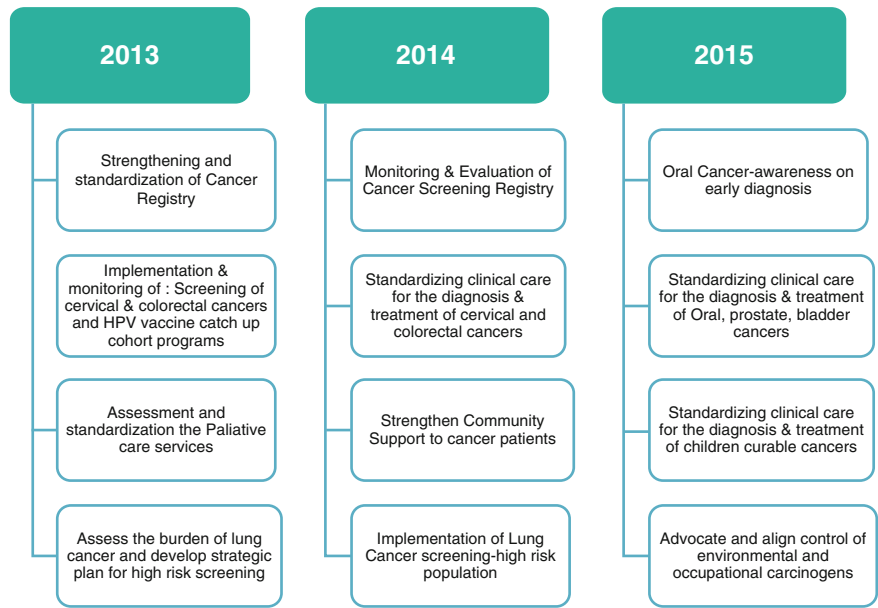 2013
Strengthening and
standardization of Cancer
Registry
Implementation &
monitoring of : Screening of
cervical & colorectal cancers
and HPV vaccine catch up
cohort programs
Assessment and
standardization the Paliative
care services
Assess the burden of lung
cancer and develop strategic
plan for high risk screening
2014
Monitoring & Evaluation of
Cancer Screening Registry
Standardizing clinical care
for the diagnosis &
treatment of cervical and
colorectal cancers
Strengthen Community
Support to cancer patients
Implementation of Lung
Cancer screening-high risk
population
2015
Oral Cancer-awareness on
early diagnosis
Standardizing clinical care
for the diagnosis & treatment
of Oral, prostate, bladder
cancers
Standardizing clinical care
for the diagnosis & treatment
of children curable cancers
Advocate and align control of
environmental and
occupational carcinogens